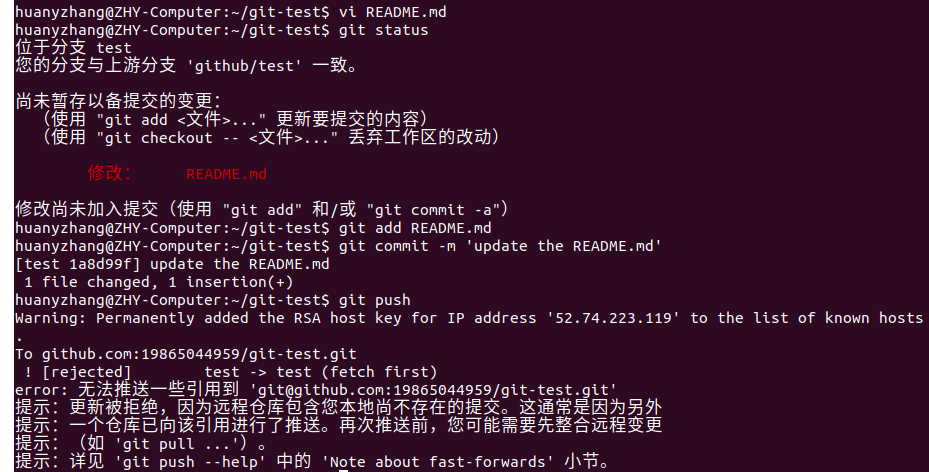 huanyzhang@ZHY-Computer:~/git-test$ vi README.md
huanyzhang@ZHY-Computer:~/git-test$ git status
位于分支 test
您的分支与上游分支 'github/test' 一致。
尚未暂存以备提交的变更：
（使用 "git add <文件>..." 更新要提交的内容）
（使用 "git checkout -- <文件>..." 丢弃工作区的改动）
修改： README.md
修改尚未加入提交（使用 "git add" 和/或 "git commit -a"）
huanyzhang@ZHY-Computer:~/git-test$ git add README.md
huanyzhang@ZHY-Computer:~/git-test$ git commit -m 'update the README.md'
[test 1a8d99f] update the README.md
1 file changed, 1 insertion(+)
huanyzhang@ZHY-Computer:~/git-test$ git push
Warning: Permanently added the RSA host key for IP address '52.74.223.119' to the list of known hosts
.
To github.com:19865044959/git-test.git
! [rejected] test -> test (fetch first)
error: 无法推送一些引用到 'git@github.com:19865044959/git-test.git'
提示：更新被拒绝，因为远程仓库包含您本地尚不存在的提交。这通常是因为另外
提示：一个仓库已向该引用进行了推送。再次推送前，您可能需要先整合远程变更
提示：（如 'git pull ...'）。
提示：详见 'git push --help' 中的 'Note about fast-forwards' 小节。